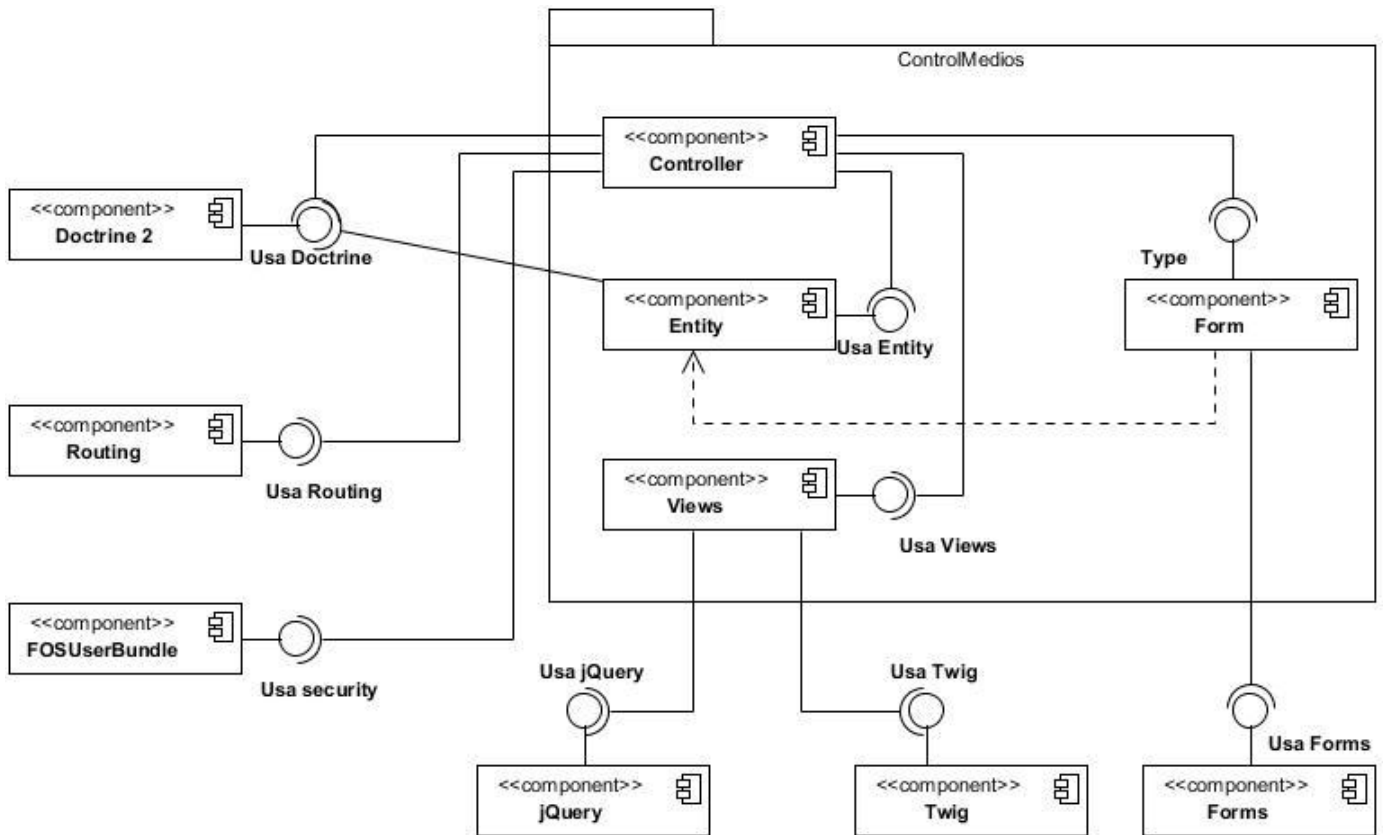 ControlMedios
<<component>>
Controller
<<component>>
Doctrine 2
Usa Doctrine
Type
<<component>>
Entity
Usa Entity
<<component>>
Form
<<component>>
Routing
Usa Routing
<<component>>
Views
Usa Views
<<component>>
FOSUserBundle
Usa security
Usa jQuery
Usa Twig
Usa Forms
<<component>>
jQuery
<<component>>
Twig
<<component>>
Forms